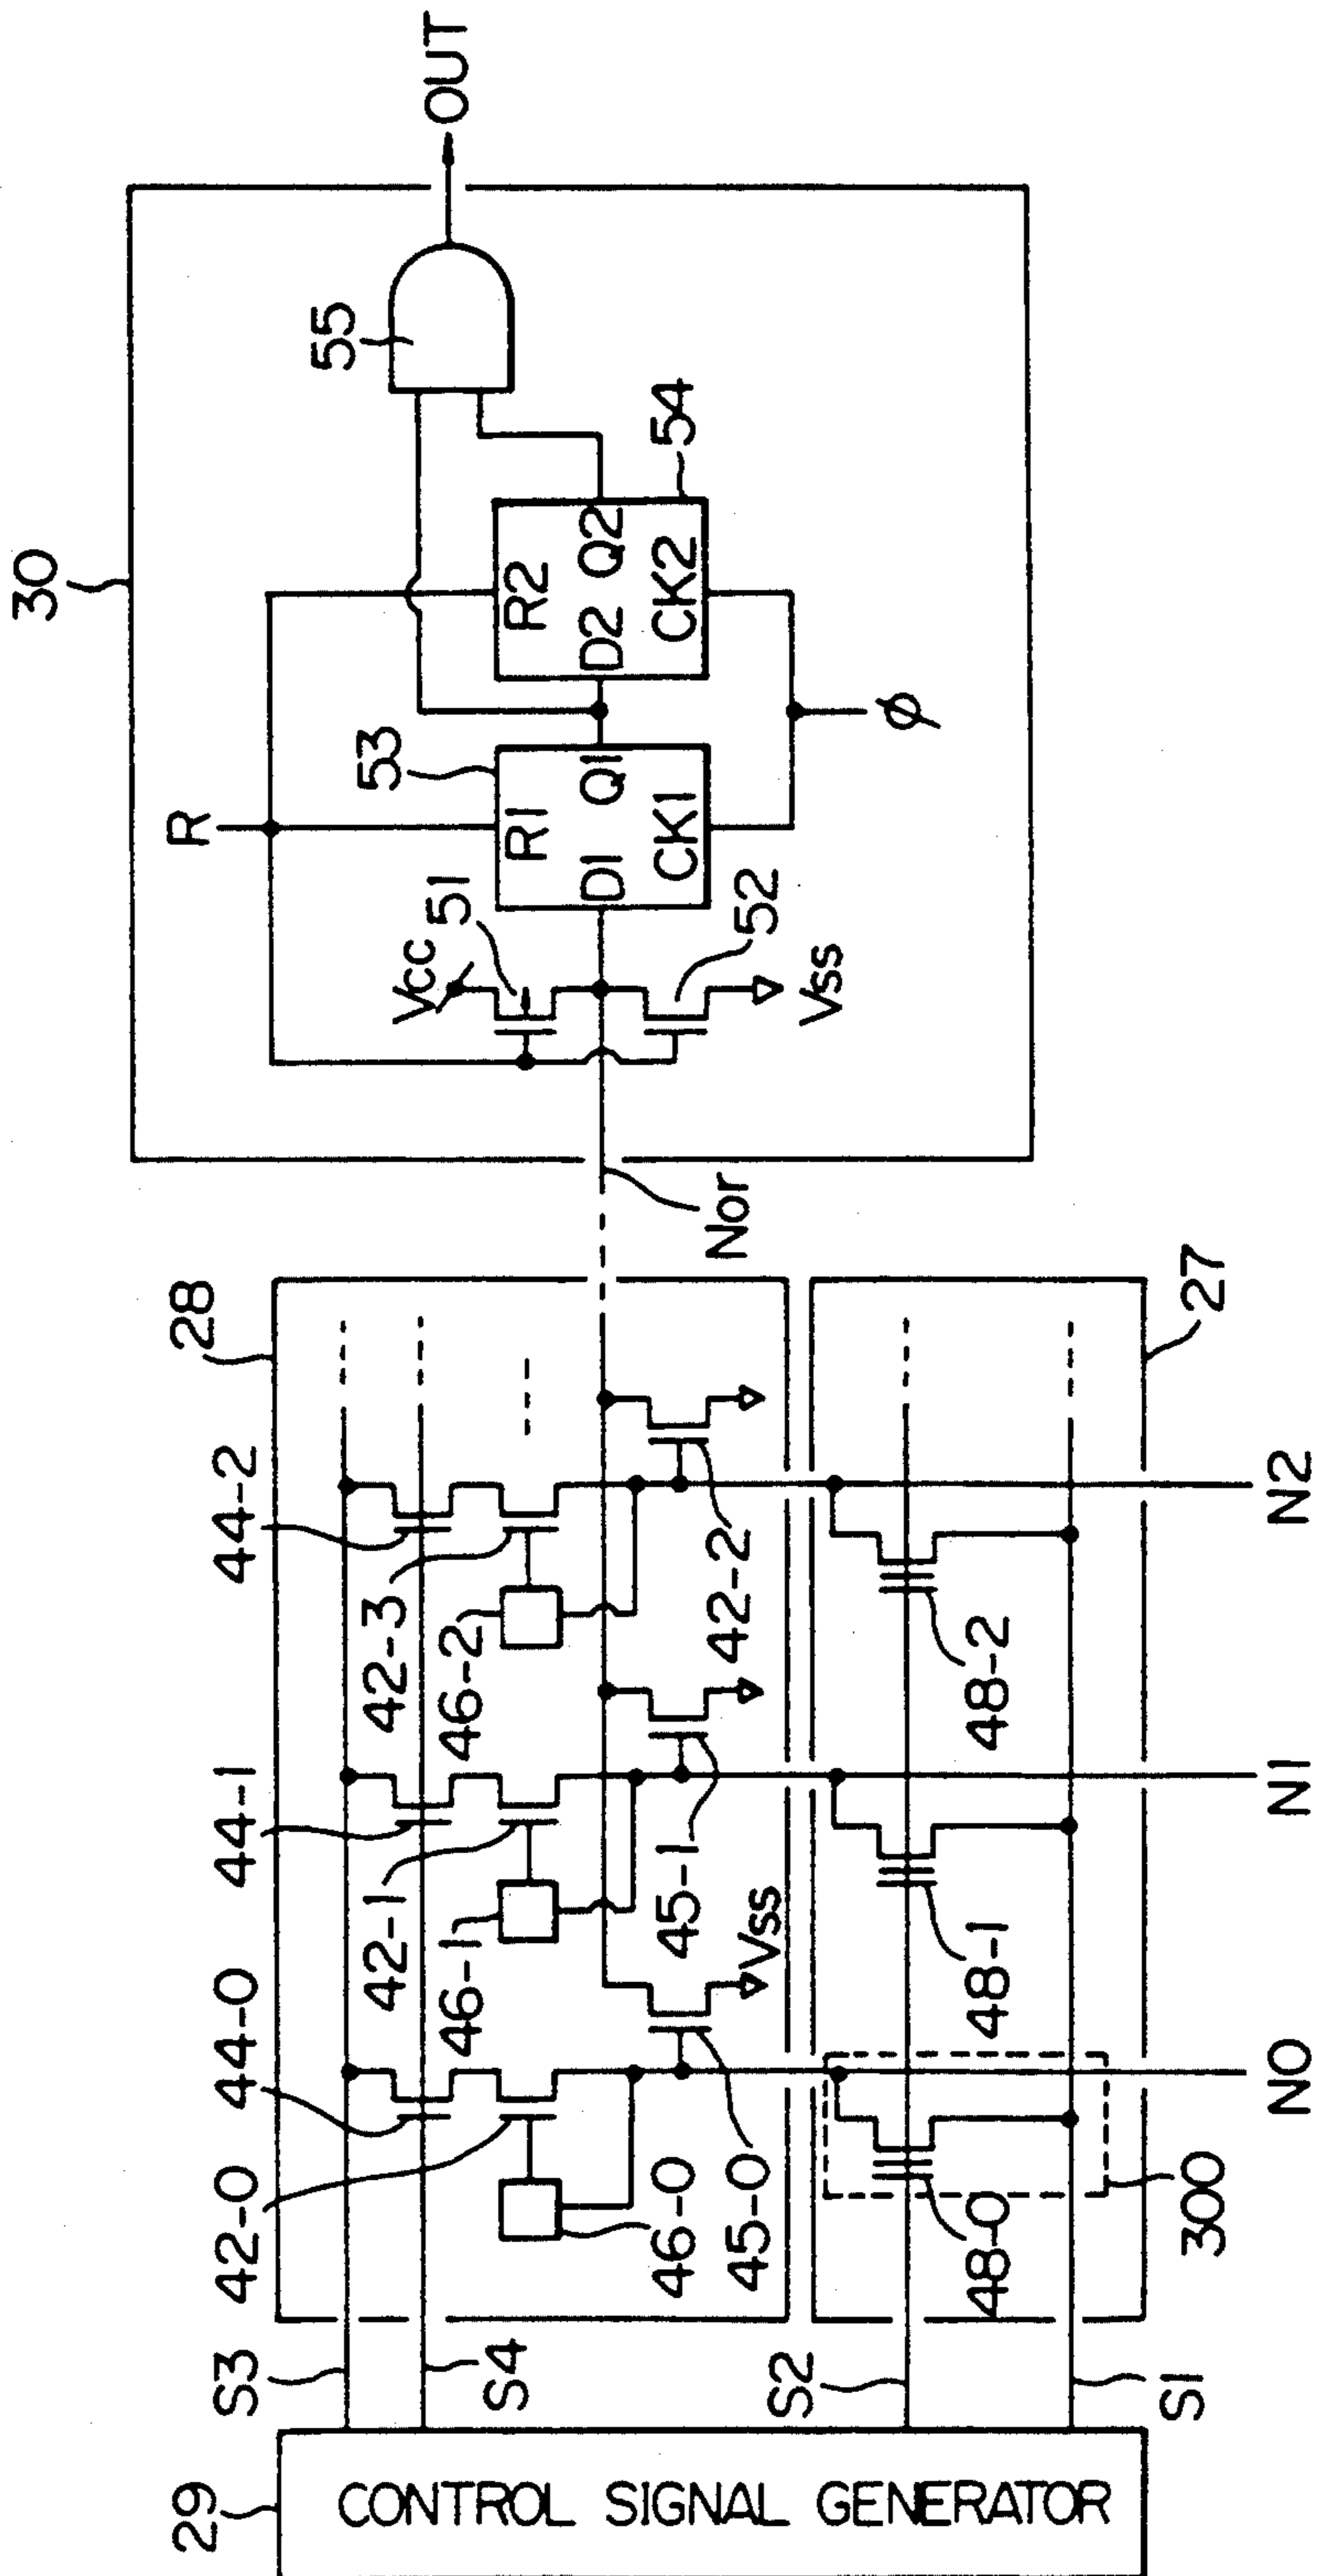 29
CONTROL SIGNAL GENERATOR
S3
S4
S2
S1
28
42-0
44-0
42-1
44-1
42-3
44-2
46-0
46-1
46-2
45-0
45-1
42-2
Vss
Nor
27
48-0
48-1
48-2
300
N0
N1
N2
30
R
Vcc
51
52
Vss
53
R1
D1
Q1
CK1
54
R2
D2
Q2
CK2
ϕ
55
OUT